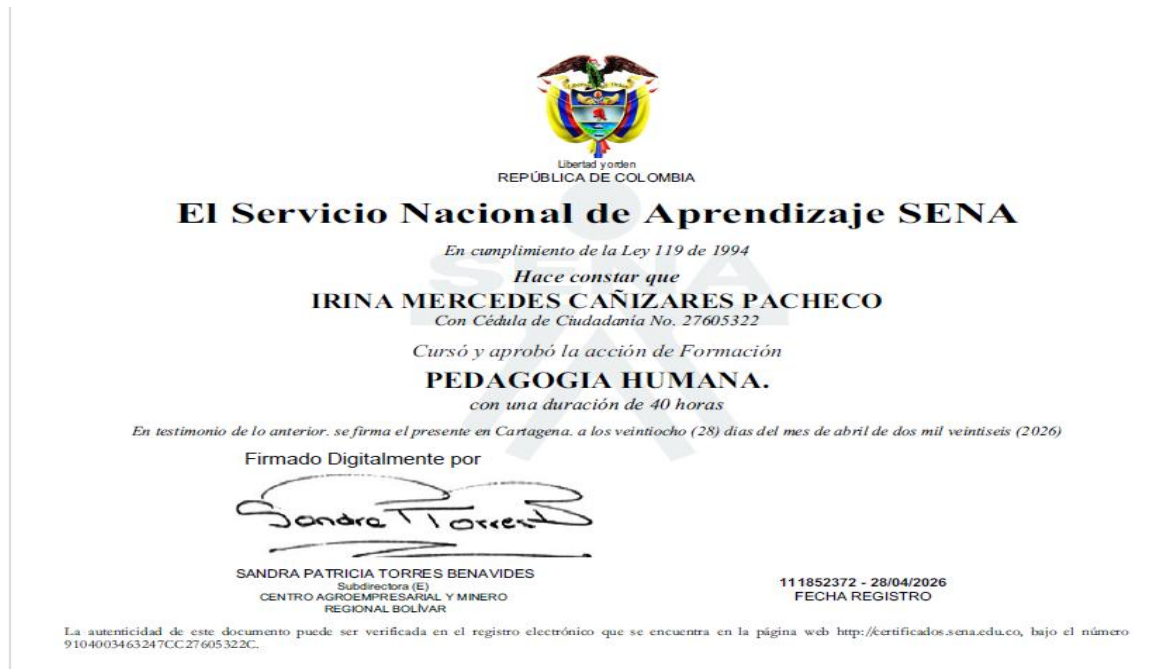 Libertad y orden
REPÚBLICA DE COLOMBIA
El Servicio Nacional de Aprendizaje SENA
En cumplimiento de la Ley 119 de 1994
SENA
Hace constar que
IRINA MERCEDES CAÑIZARES PACHECO
Con Cédula de Ciudadanía No. 27605322
Cursó y aprobó la acción de Formación
PEDAGOGIA HUMANA.
con una duración de 40 horas
En testimonio de lo anterior. se firma el presente en Cartagena. a los veintiocho (28) dias del mes de abril de dos mil veintiseis (2026)
Firmado Digitalmente por
Sandra P Torres B
SANDRA PATRICIA TORRES BENAVIDES
Subdirectora (E)
CENTRO AGROEMPRESARIAL Y MINERO
REGIONAL BOLÍVAR
111852372 - 28/04/2026
FECHA REGISTRO
La autenticidad de este documento puede ser verificada en el registro electrónico que se encuentra en la página web http://certificados.sena.edu.co, bajo el número
9104003463247CC27605322C.